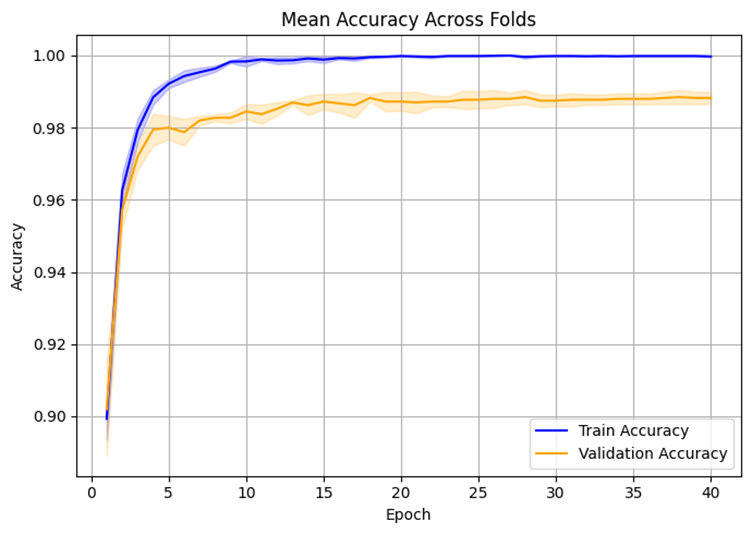 Mean Accuracy Across Folds
1.00
0.98
0.96
0.94
0.92
0.90
Accuracy
0 5 10 15 20 25 30 35 40
Epoch
Train Accuracy
Validation Accuracy